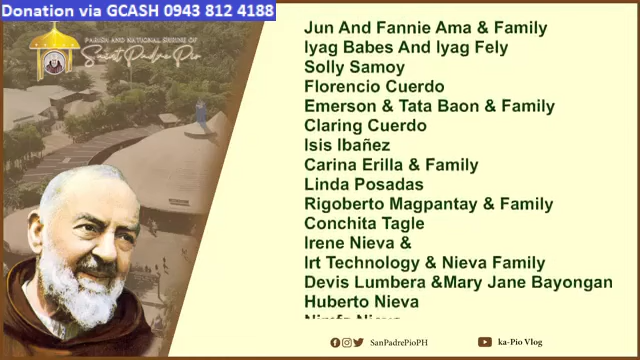 Donation via GCASH 0943 812 4188
PARISH AND NATIONAL SHRINE OF
Saint Padre Pio
Jun And Fannie Ama & Family
Iyag Babes And Iyag Fely
Solly Samoy
Florencio Cuerdo
Emerson & Tata Baon & Family
Claring Cuerdo
Isis Ibañez
Carina Erilla & Family
Linda Posadas
Rigoberto Magpantay & Family
Conchita Tagle
Irene Nieva &
Irt Technology & Nieva Family
Devis Lumbera &Mary Jane Bayongan
Huberto Nieva
SanPadrePioPH
ka-Pio Vlog